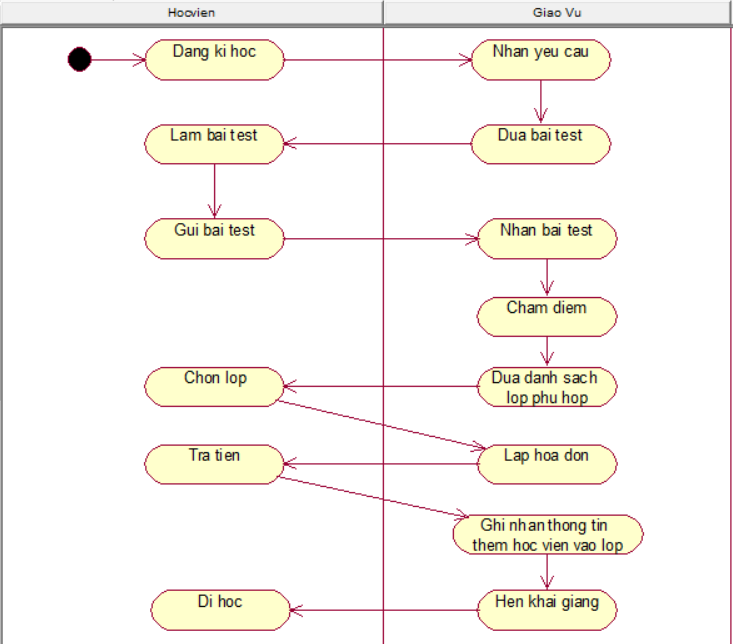 Hocvien
Giao Vu
Dang ki hoc
Nhan yeu cau
Lam bai test
Dua bai test
Gui bai test
Nhan bai test
Cham diem
Chon lop
Dua danh sach
lop phu hop
Tra tien
Lap hoa don
Ghi nhan thong tin
them hoc vien vao lop
Di hoc
Hen khai giang